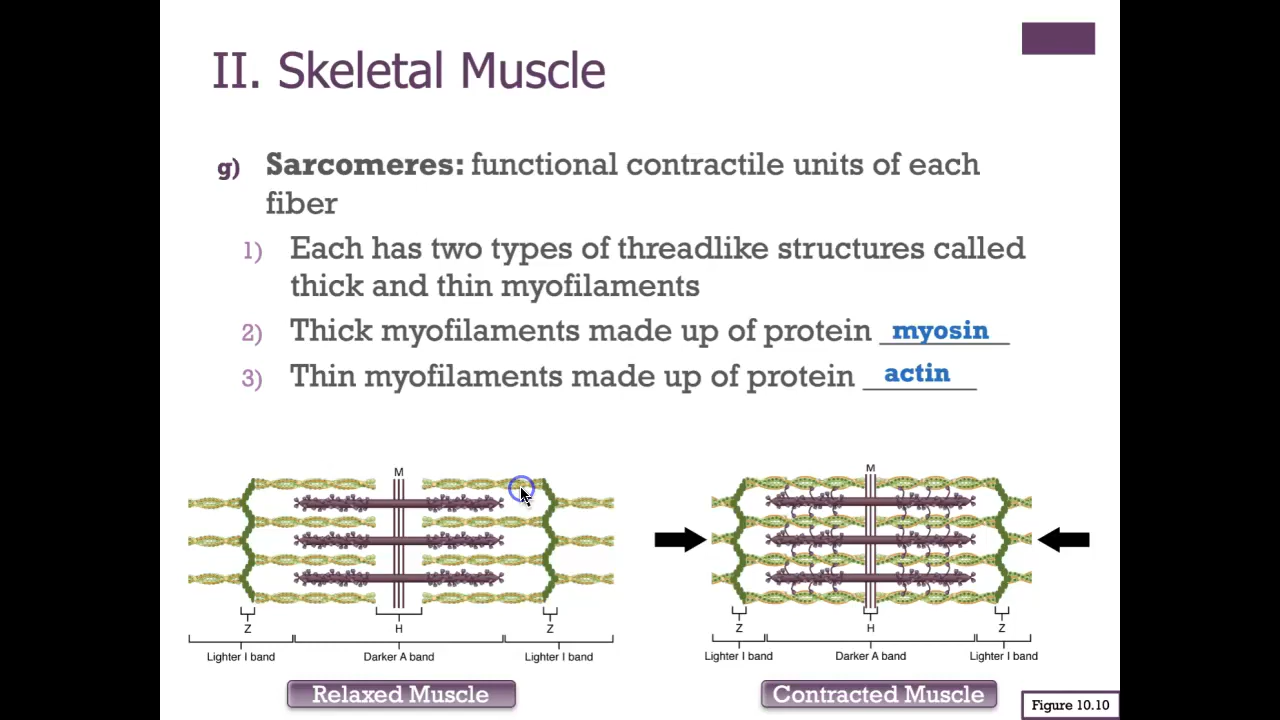 II. Skeletal Muscle
g) Sarcomeres: functional contractile units of each
fiber
1) Each has two types of threadlike structures called
thick and thin myofilaments
2) Thick myofilaments made up of protein myosin
3) Thin myofilaments made up of protein actin
M
Z H Z
Lighter I band Darker A band Lighter I band
Relaxed Muscle
M
Z H Z
Lighter I band Darker A band Lighter I band
Contracted Muscle
Figure 10.10